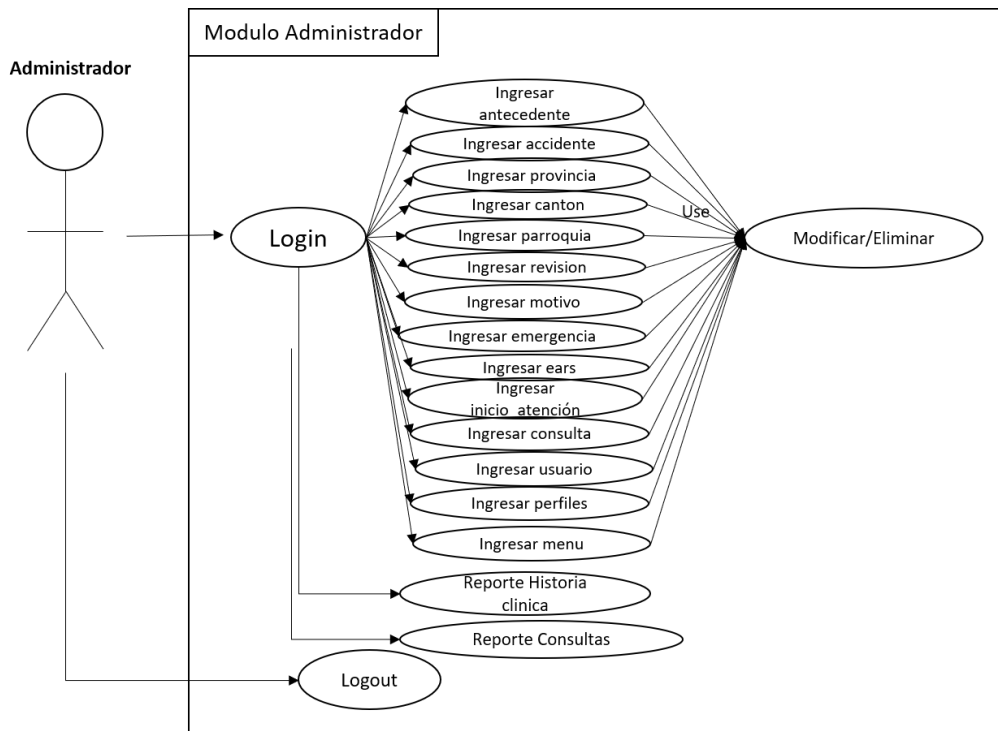 Modulo Administrador
Administrador
Ingresar
antecedente
Ingresar accidente
Ingresar provincia
Ingresar canton
Use
Ingresar parroquia
Login
Modificar/Eliminar
Ingresar revision
Ingresar motivo
Ingresar emergencia
Ingresar ears
Ingresar
inicio_atención
Ingresar consulta
Ingresar usuario
Ingresar perfiles
Ingresar menu
Reporte Historia
clinica
Reporte Consultas
Logout